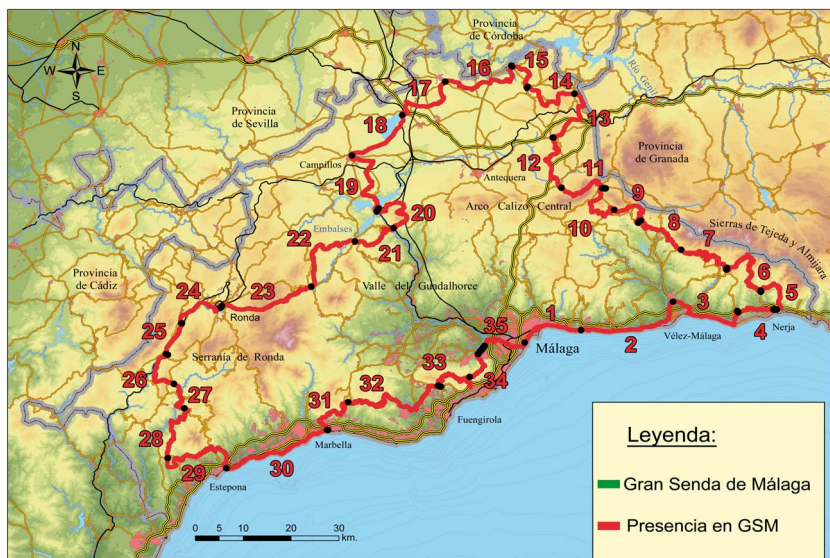 Provincia
de Córdoba
N
W E
S
Río Genil
Provincia
de Sevilla
Provincia
de Granada
Campillos
Antequera
Arco Calizo Central
Sierras de Tejeda y Almijara
Embalses
Provincia
de Cádiz
Valle del Guadalhorce
Ronda
Serranía de Ronda
Málaga
Vélez-Málaga
Nerja
Fuengirola
Marbella
Estepona
1
2
3
4
5
6
7
8
9
10
11
12
13
14
15
16
17
18
19
20
21
22
23
24
25
26
27
28
29
30
31
32
33
34
35
0 5 10 20 30
km.
Leyenda:
Gran Senda de Málaga
Presencia en GSM